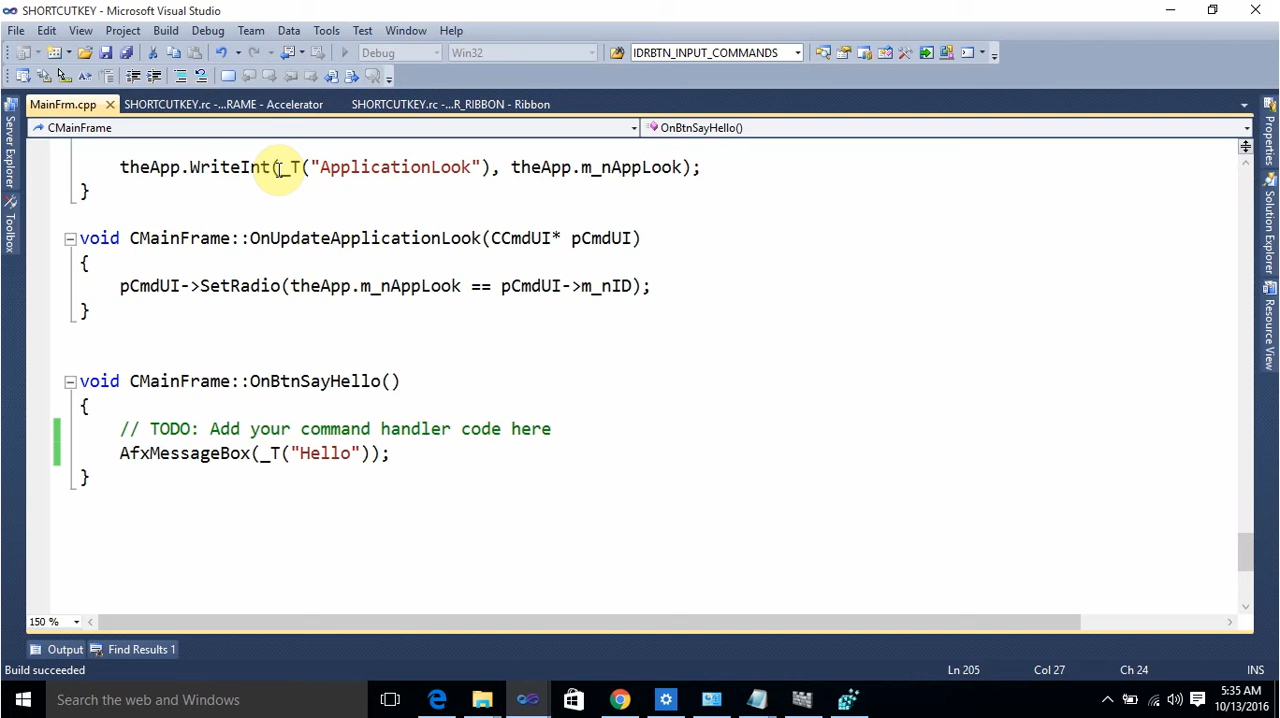 SHORTCUTKEY - Microsoft Visual Studio
File Edit View Project Build Debug Team Data Tools Test Window Help
Debug Win32 IDRBTN_INPUT_COMMANDS
MainFrm.cpp SHORTCUTKEY.rc -...RAME - Accelerator SHORTCUTKEY.rc -...R_RIBBON - Ribbon
CMainFrame OnBtnSayHello()
Server Explorer
Toolbox
theApp.WriteInt(_T("ApplicationLook"), theApp.m_nAppLook);
}
void CMainFrame::OnUpdateApplicationLook(CCmdUI* pCmdUI)
{
pCmdUI->SetRadio(theApp.m_nAppLook == pCmdUI->m_nID);
}
void CMainFrame::OnBtnSayHello()
{
// TODO: Add your command handler code here
AfxMessageBox(_T("Hello"));
}
Properties
Solution Explorer
Resource View
150 %
Output Find Results 1
Build succeeded Ln 205 Col 27 Ch 24 INS
Search the web and Windows
5:35 AM
10/13/2016